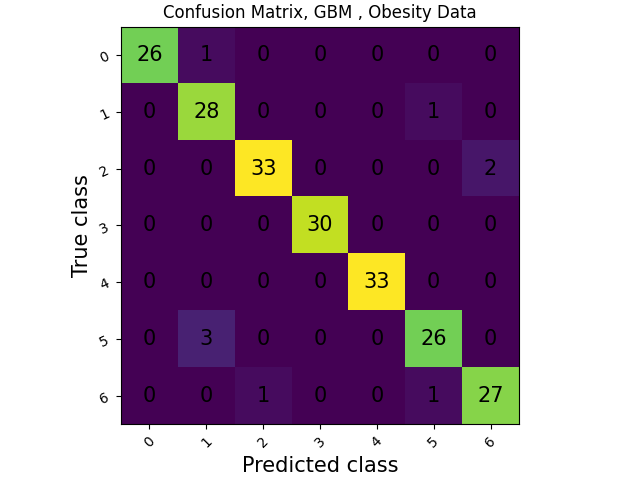 Confusion Matrix, GBM , Obesity Data
0 26 1 0 0 0 0 0
1 0 28 0 0 0 1 0
2 0 0 33 0 0 0 2
3 0 0 0 30 0 0 0
4 0 0 0 0 33 0 0
5 0 3 0 0 0 26 0
6 0 0 1 0 0 1 27
0 1 2 3 4 5 6
True class
Predicted class